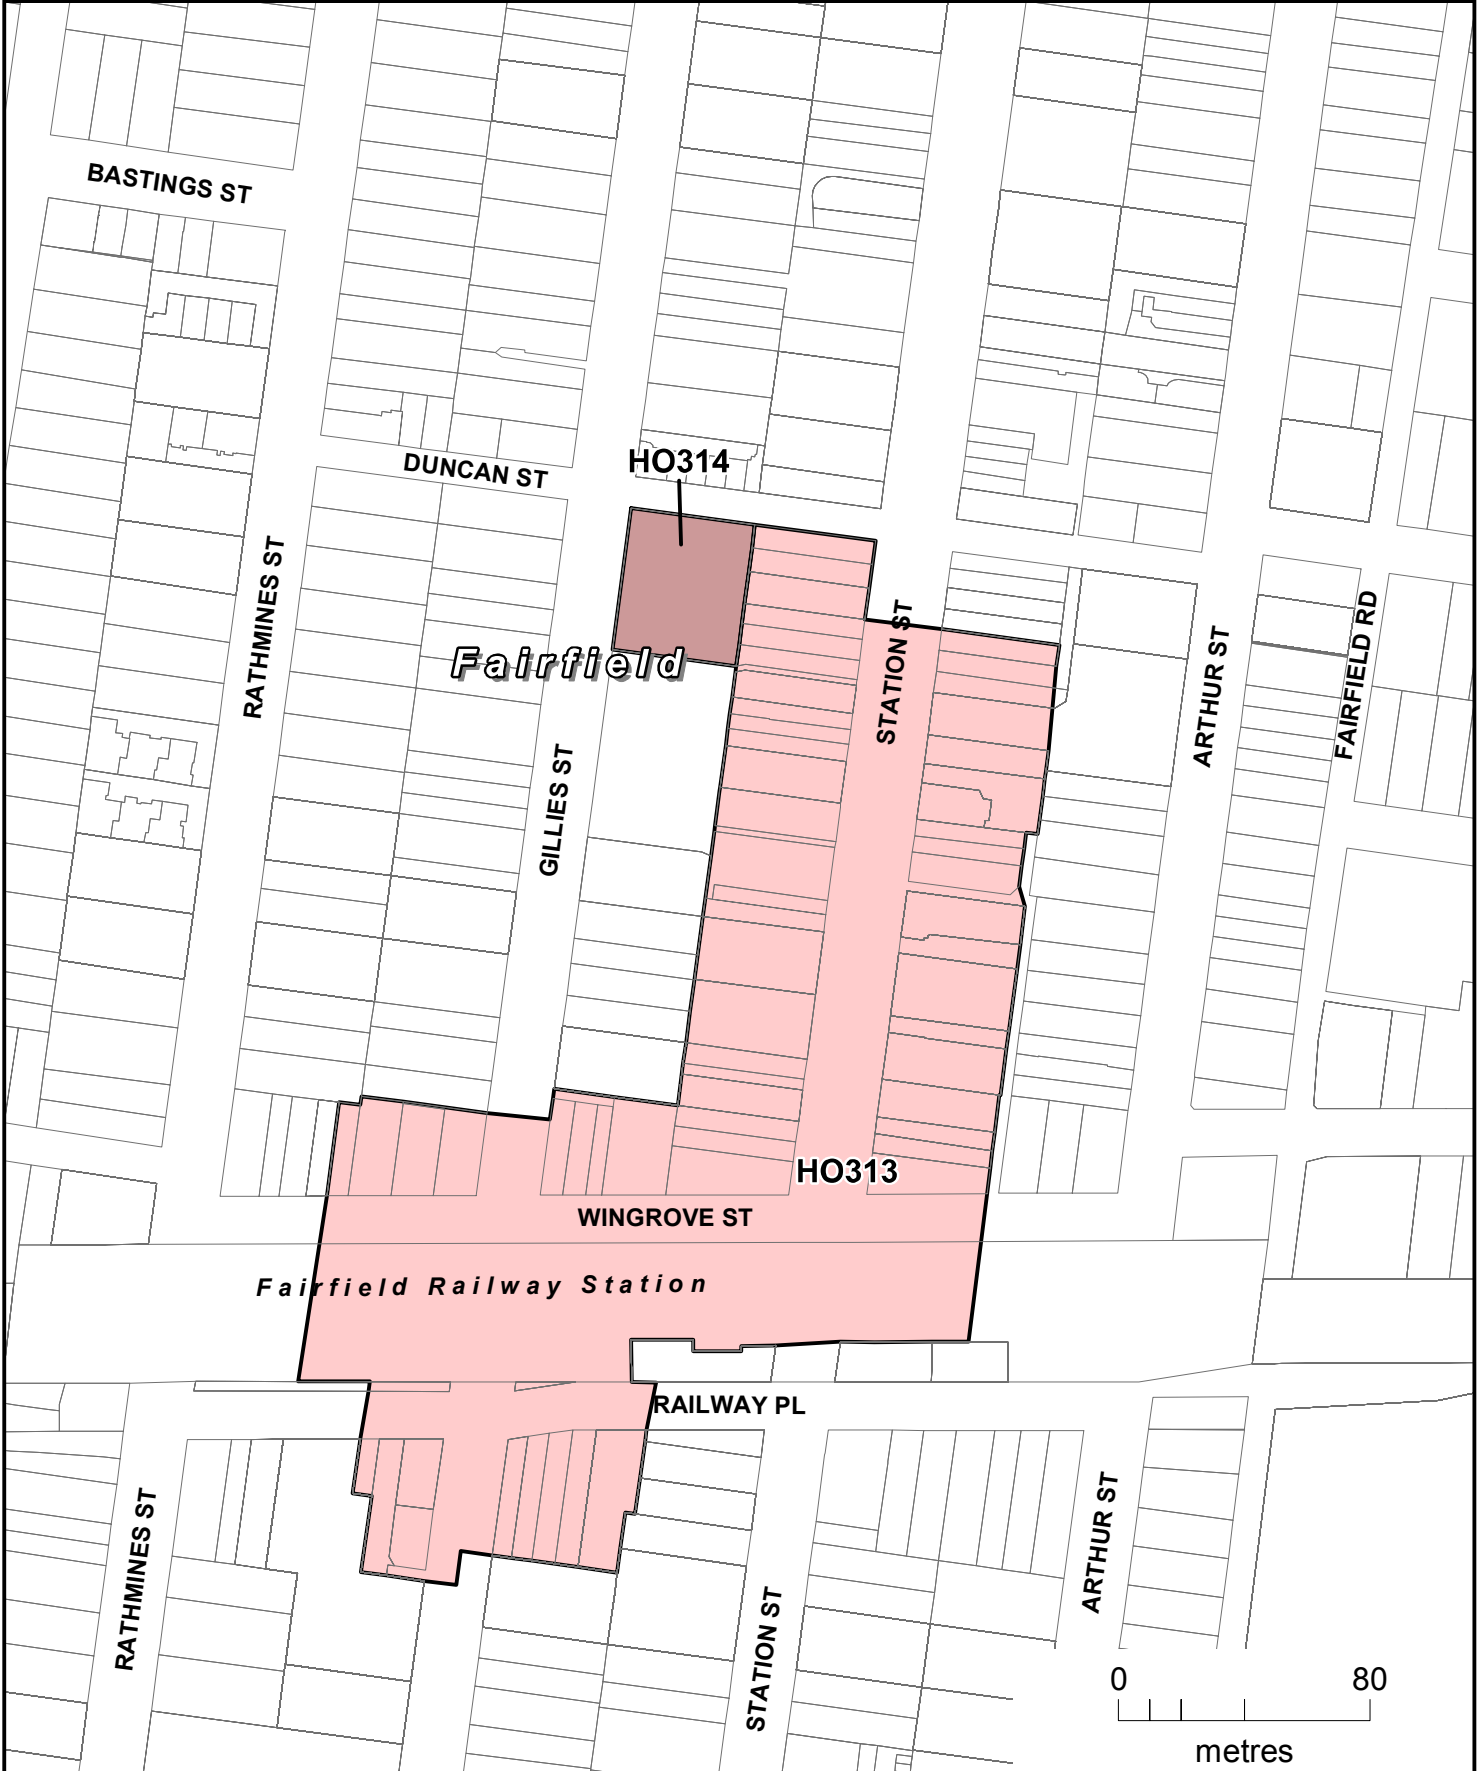 BASTINGS ST
DUNCAN ST
HO314
RATHMINES ST
Fairfield
STATION ST
ARTHUR ST
FAIRFIELD RD
GILLIES ST
HO313
WINGROVE ST
Fairfield Railway Station
RAILWAY PL
RATHMINES ST
STATION ST
ARTHUR ST
0 80
metres